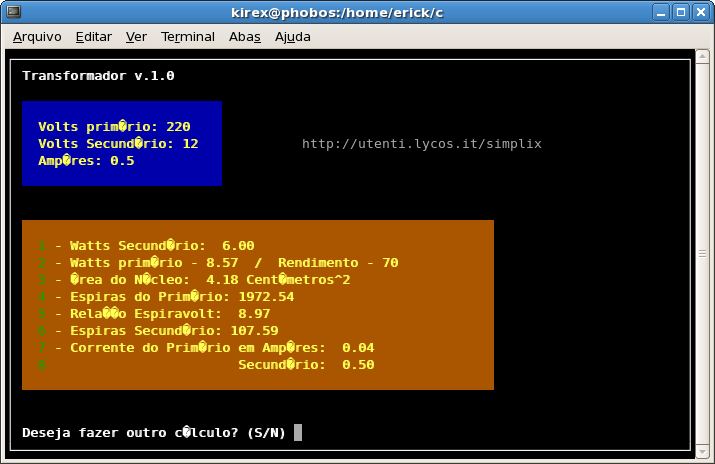 kirex@phobos:/home/erick/c
Arquivo Editar Ver Terminal Abas Ajuda
Transformador v.1.0
Volts prim�rio: 220
Volts Secund�rio: 12
http://utenti.lycos.it/simplix
Amp�res: 0.5
1 - Watts Secund�rio: 6.00
2 - Watts prim�rio - 8.57 / Rendimento - 70
3 - �rea do N�cleo: 4.18 Cent�metros^2
4 - Espiras do Prim�rio: 1972.54
5 - Rela��o Espiravolt: 8.97
6 - Espiras Secund�rio: 107.59
7 - Corrente do Prim�rio em Amp�res: 0.04
8 Secund�rio: 0.50
Deseja fazer outro c�lculo? (S/N)